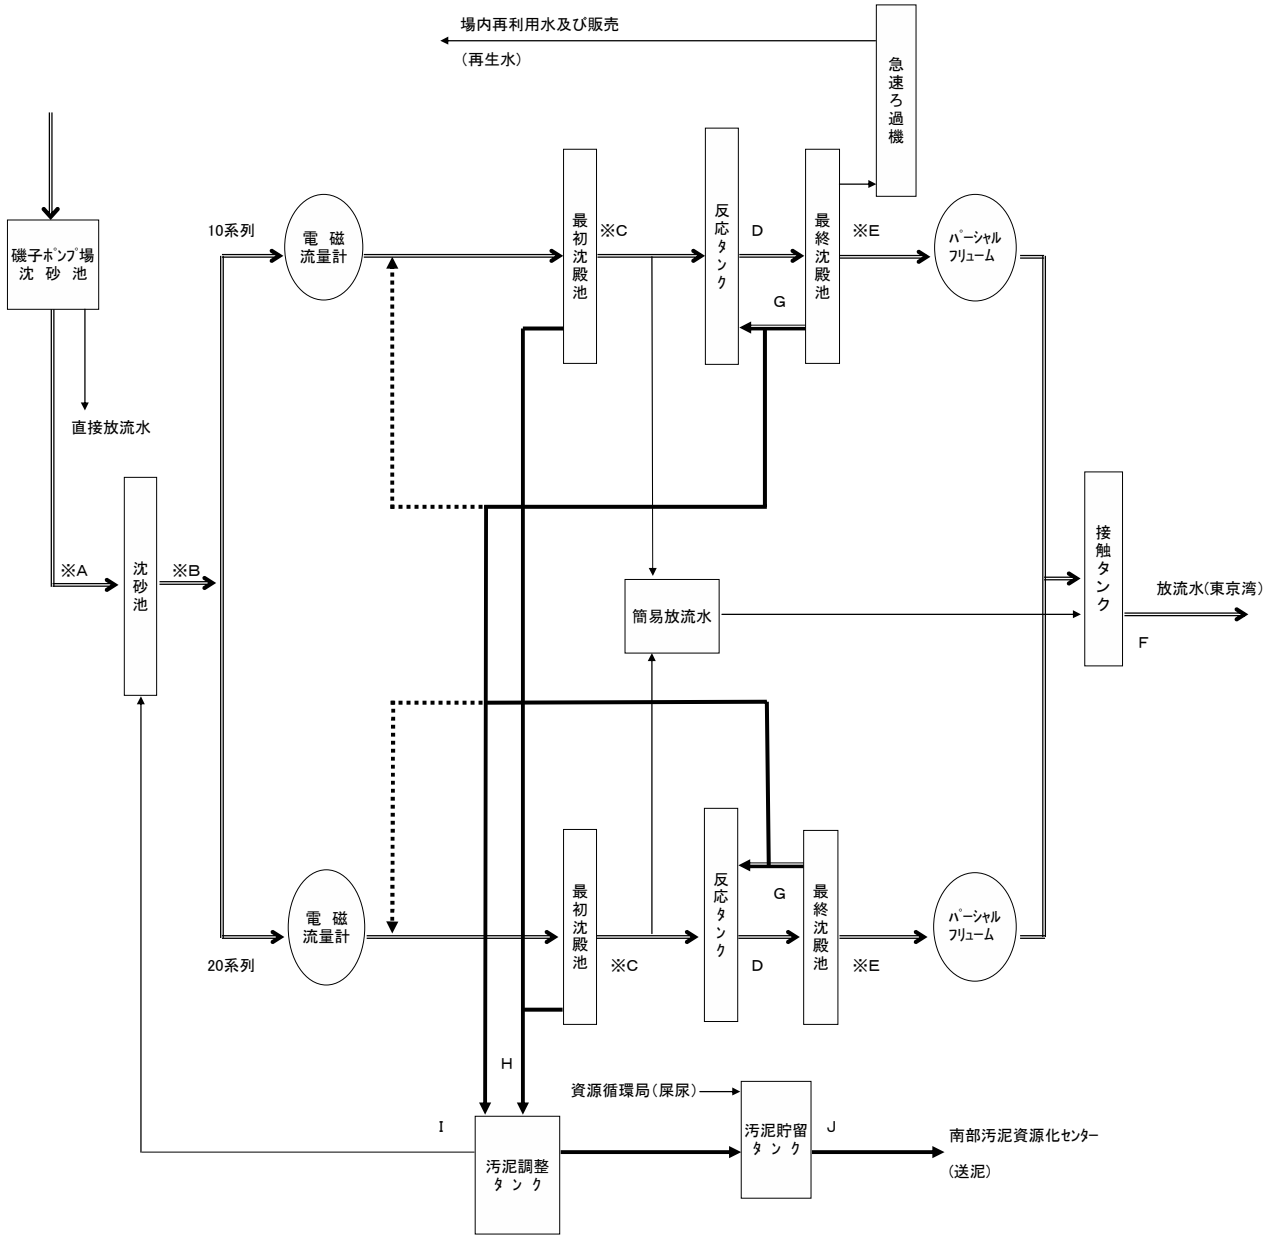 場内再利用水及び販売
(再生水)
急速ろ過機
磯子ポンプ場
沈 砂 池
直接放流水
10系列
電 磁
流量計
最初沈殿池
※C
反応タンク
D
最終沈殿池
※E
パーシャル
フリューム
G
※A
沈砂池
※B
簡易放流水
接触タンク
放流水(東京湾)
F
20系列
電 磁
流量計
最初沈殿池
※C
反応タンク
G
D
最終沈殿池
※E
パーシャル
フリューム
H
I
汚泥調整
タ ン ク
資源循環局(屎尿)
汚泥貯留
タ ン ク
J
南部汚泥資源化センター
(送泥)